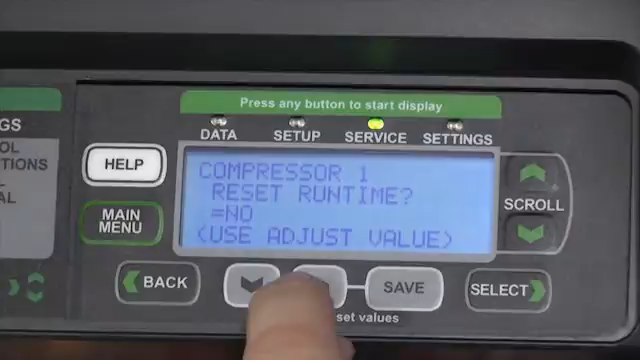 Press any button to start display
GS
OL
TIONS
L
AL
DATA
SETUP
SERVICE
SETTINGS
HELP
MAIN
MENU
COMPRESSOR 1
RESET RUNTIME?
=NO
(USE ADJUST VALUE)
SCROLL
BACK
SAVE
SELECT
set values